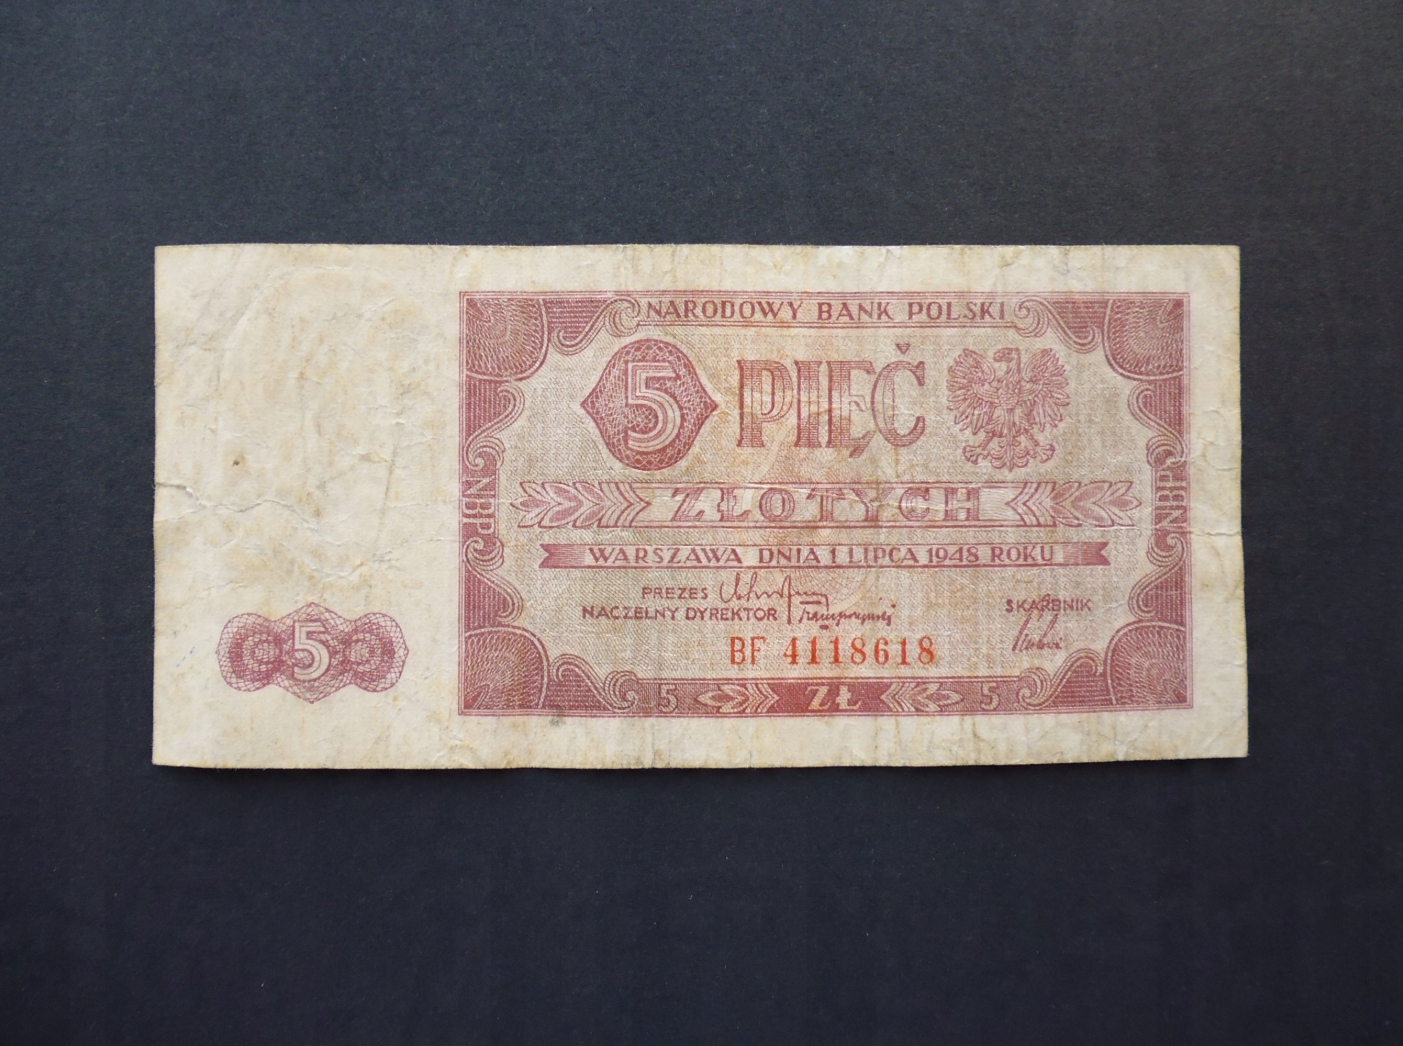 NARODOWY BANK POLSKI
5 PIĘĆ
ZŁOTYCH
NBP
NBP
WARSZAWA DNIA 1 LIPCA 1948 ROKU
PREZES
NACZELNY DYREKTOR
SKARBNIK
BF 4118618
5
5 ZŁ 5